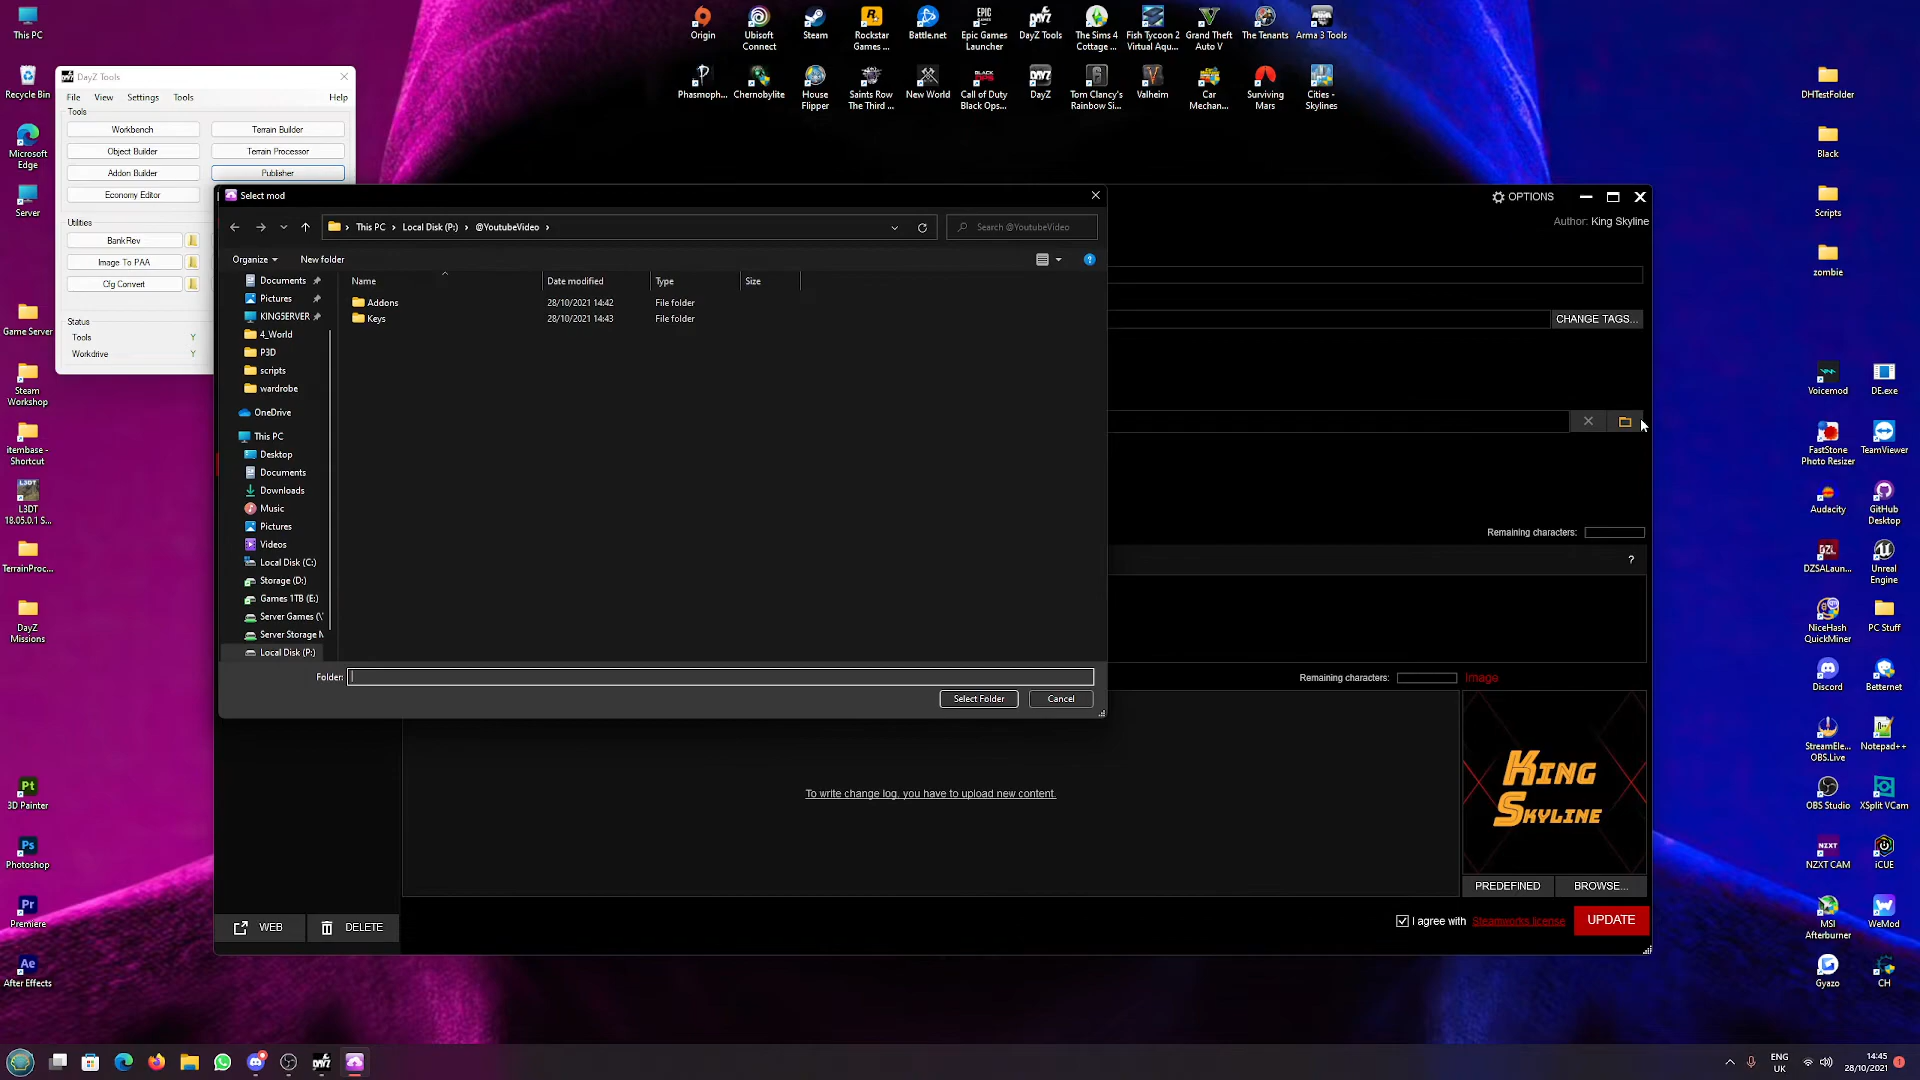 This PC
Recycle Bin
Microsoft
Edge
Server
Game Server
Steam
Workshop
itembase -
Shortcut
L3DT
18.05.0.1 S...
TerrainProc...
DayZ
Missions
3D Painter
Photoshop
Premiere
After Effects
Origin
Ubisoft
Connect
Steam
Rockstar
Games ...
Battle.net
Epic Games
Launcher
DayZ Tools
The Sims 4
Cottage ...
Fish Tycoon 2
Virtual Aqu...
Grand Theft
Auto V
The Tenants
Arma 3 Tools
Phasmoph...
Chernobylite
House
Flipper
Saints Row
The Third ...
New World
Call of Duty
Black Ops...
DayZ
Tom Clancy's
Rainbow Si...
Valheim
Car
Mechan...
Surviving
Mars
Cities -
Skylines
DayZ Tools
File View Settings Tools Help
Tools
Workbench Terrain Builder
Object Builder Terrain Processor
Addon Builder Publisher
Economy Editor
Utilities
BankRev
Image To PAA
Cfg Convert
Status
Tools Y
Workdrive Y
Select mod
This PC > Local Disk (P:) > @YoutubeVideo >
Search @YoutubeVideo
Organize New folder
Name Date modified Type Size
Addons 28/10/2021 14:42 File folder
Keys 28/10/2021 14:43 File folder
Documents
Pictures
KINGSERVER
4_World
P3D
scripts
wardrobe
OneDrive
This PC
Desktop
Documents
Downloads
Music
Pictures
Videos
Local Disk (C:)
Storage (D:)
Games 1TB (E:)
Server Games (\
Server Storage
Local Disk (P:)
Folder:
Select Folder Cancel
OPTIONS
Author: King Skyline
CHANGE TAGS...
Remaining characters:
?
Remaining characters:
Image
KING
SKYLINE
To write change log, you have to upload new content.
PREDEFINED BROWSE...
WEB DELETE
I agree with Steamworks license UPDATE
DHTestFolder
Black
Scripts
zombie
Voicemod
DE.exe
FastStone
Photo Resizer
TeamViewer
Audacity
GitHub
Desktop
DZSALaun...
Unreal
Engine
NiceHash
QuickMiner
PC Stuff
Discord
Betternet
StreamEle...
OBS.Live
Notepad++
OBS Studio
XSplit VCam
NZXT CAM
iCUE
MSI
Afterburner
WeMod
Gyazo
CH
ENG
UK
14:45
28/10/2021